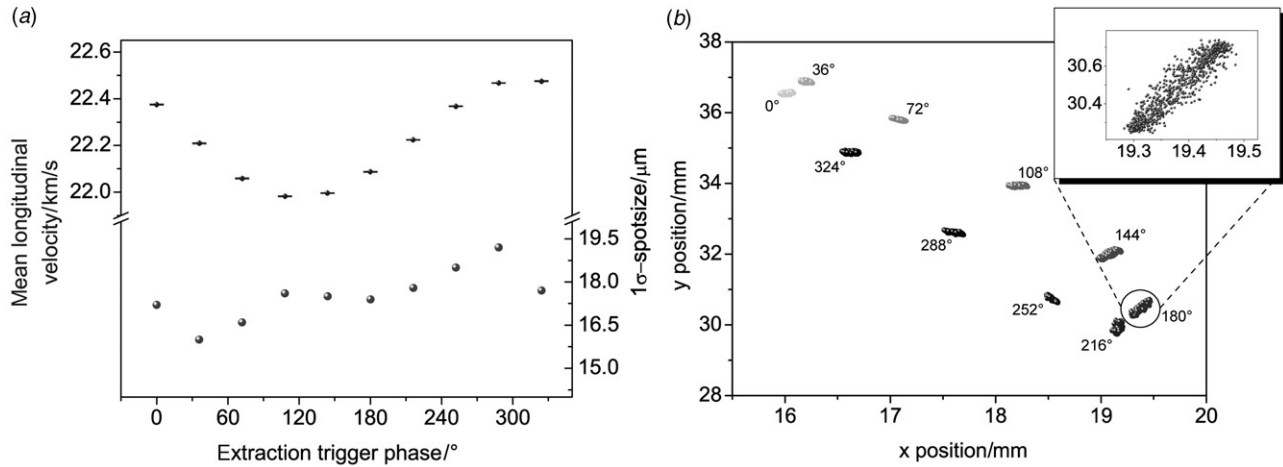 (a)
22.6
22.4
22.2
22.0
Mean longitudinal
velocity/km/s
19.5
18.0
16.5
15.0
1σ–spotsize/μm
0 60 120 180 240 300
Extraction trigger phase/°
(b)
38
36
34
32
30
28
y position/mm
36°
0°
72°
324°
108°
288°
144°
252°
180°
216°
30.6
30.4
19.3 19.4 19.5
16 17 18 19 20
x position/mm